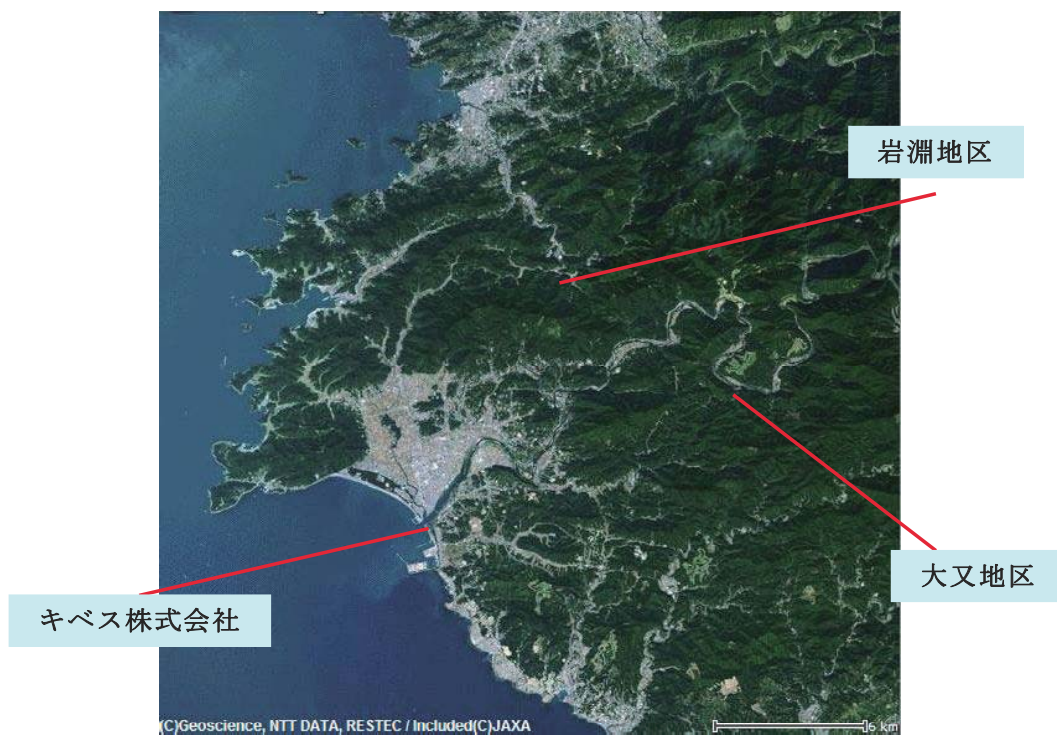 岩淵地区
大又地区
キベス株式会社
(C)Geoscience, NTT DATA, RESTEC / Included(C)JAXA
5 km